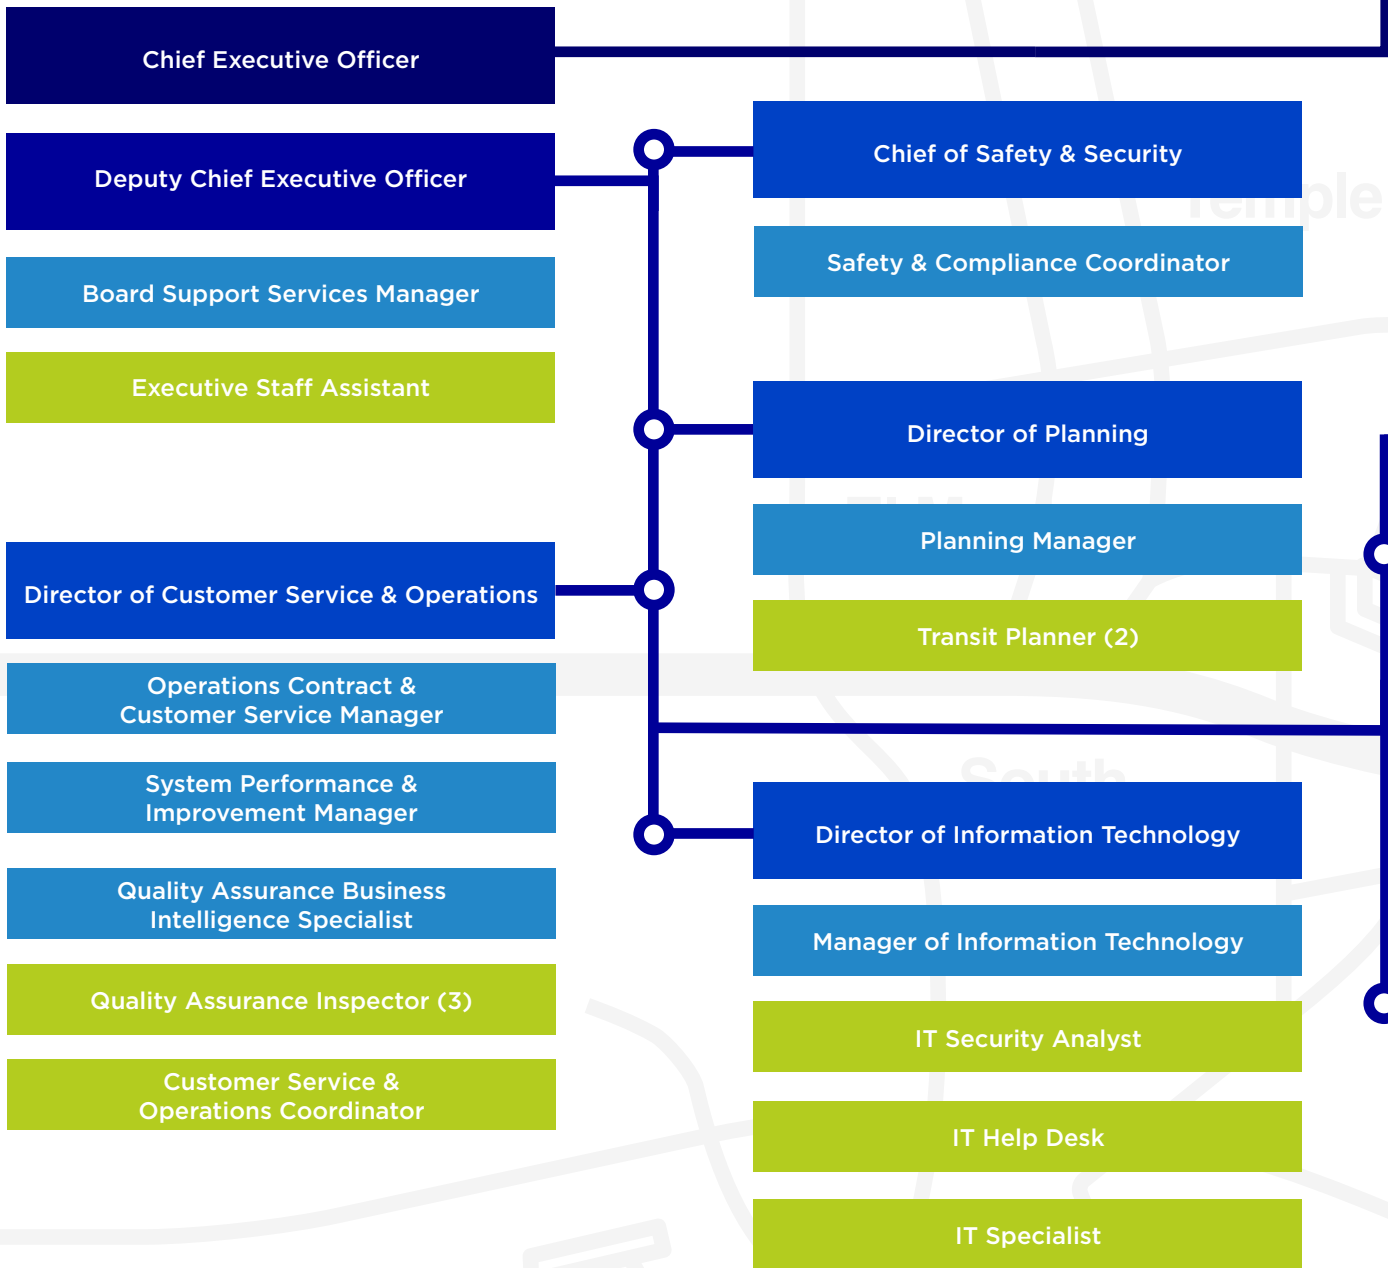 Chief Executive Officer
Deputy Chief Executive Officer
Board Support Services Manager
Executive Staff Assistant
Director of Customer Service & Operations
Operations Contract &
Customer Service Manager
System Performance &
Improvement Manager
Quality Assurance Business
Intelligence Specialist
Quality Assurance Inspector (3)
Customer Service &
Operations Coordinator
Chief of Safety & Security
Temple
Safety & Compliance Coordinator
Director of Planning
Planning Manager
Transit Planner (2)
South
Director of Information Technology
Manager of Information Technology
IT Security Analyst
IT Help Desk
IT Specialist